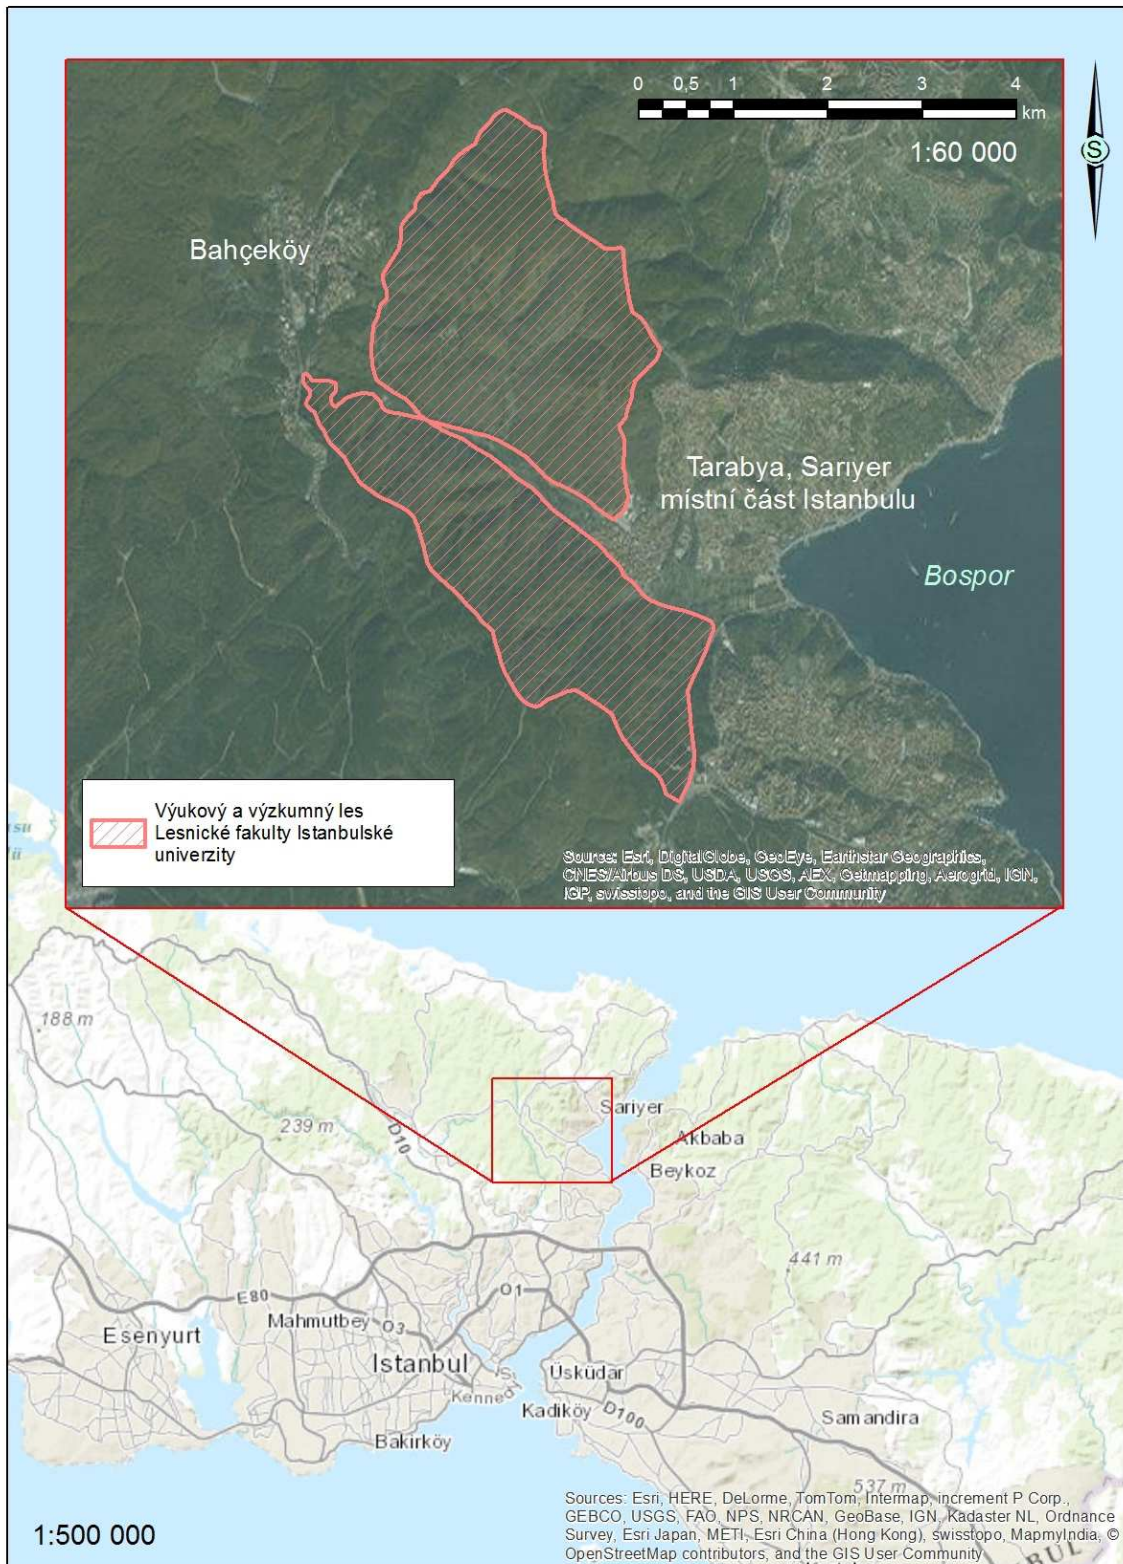 0 0,5 1 2 3 4
km
1:60 000
S
Bahçeköy
Tarabya, Sarıyer
místní část Istanbulu
Bospor
Výukový a výzkumný les
Lesnické fakulty Istanbulské
univerzity
Source: Esri, DigitalGlobe, GeoEye, Earthstar Geographics,
CNES/Airbus DS, USDA, USGS, AEX, Getmapping, Aerogrid, IGN,
IGP, swisstopo, and the GIS User Community
188 m
239 m
D10
Sariyer
Akbaba
Beykoz
441 m
E80
O1
Mahmutbey
O3
Esenyurt
Istanbul
Üsküdar
Kenned
Kadiköy
D100
Samandira
Bakirköy
537 m
Sources: Esri, HERE, DeLorme, TomTom, Intermap, increment P Corp.,
GEBCO, USGS, FAO, NPS, NRCAN, GeoBase, IGN, Kadaster NL, Ordnance
Survey, Esri Japan, METI, Esri China (Hong Kong), swisstopo, MapmyIndia, ©
OpenStreetMap contributors, and the GIS User Community
1:500 000